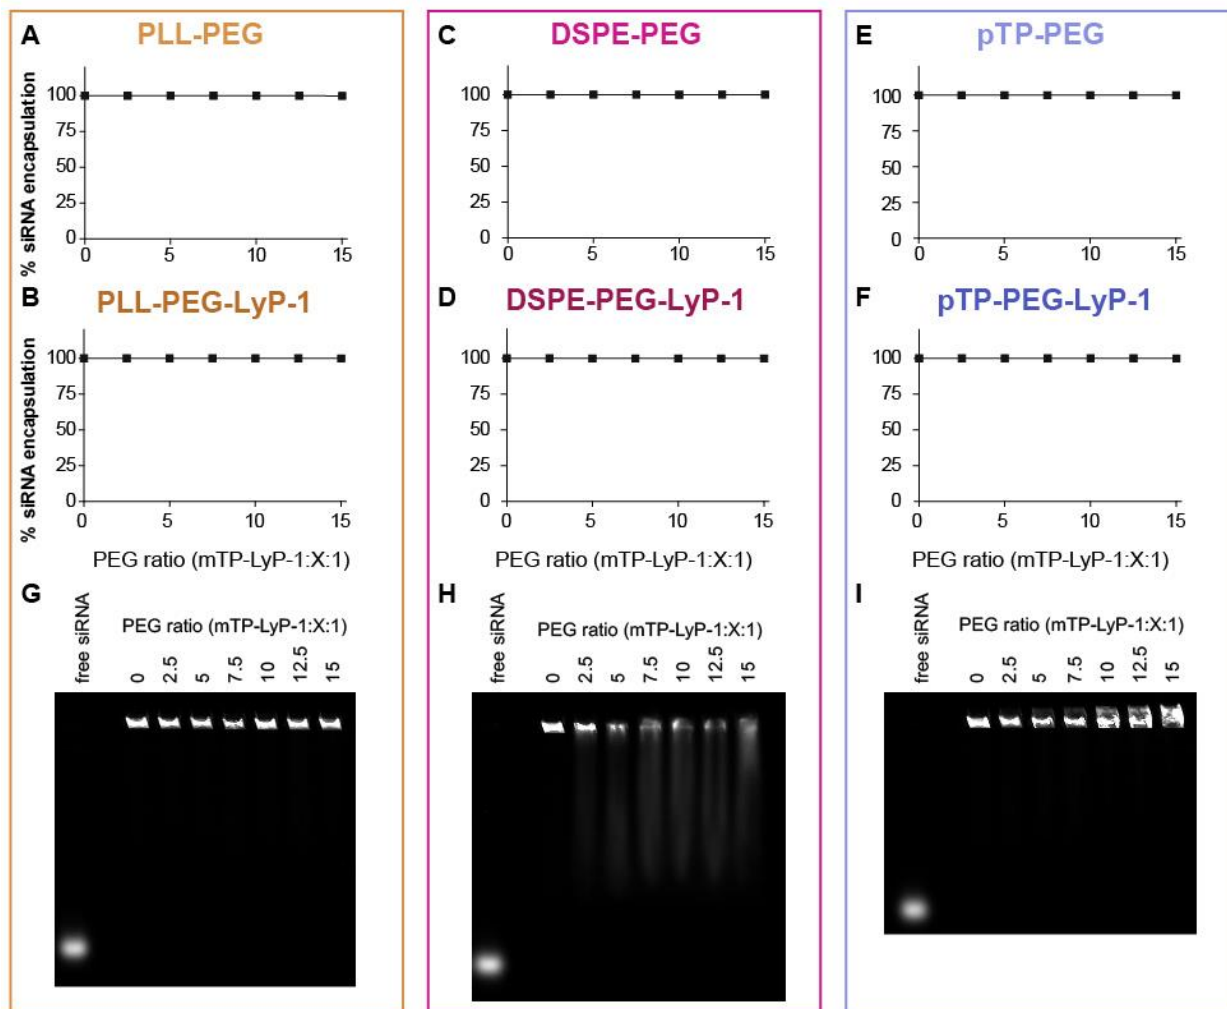 A PLL-PEG
% siRNA encapsulation
100
75
50
25
0
0 5 10 15
B PLL-PEG-LyP-1
% siRNA encapsulation
100
75
50
25
0
0 5 10 15
PEG ratio (mTP-LyP-1:X:1)
G
free siRNA
PEG ratio (mTP-LyP-1:X:1)
0 2.5 5 7.5 10 12.5 15
C DSPE-PEG
100
75
50
25
0
0 5 10 15
D DSPE-PEG-LyP-1
100
75
50
25
0
0 5 10 15
PEG ratio (mTP-LyP-1:X:1)
H
free siRNA
PEG ratio (mTP-LyP-1:X:1)
0 2.5 5 7.5 10 12.5 15
E pTP-PEG
100
75
50
25
0
0 5 10 15
F pTP-PEG-LyP-1
100
75
50
25
0
0 5 10 15
PEG ratio (mTP-LyP-1:X:1)
I
free siRNA
PEG ratio (mTP-LyP-1:X:1)
0 2.5 5 7.5 10 12.5 15